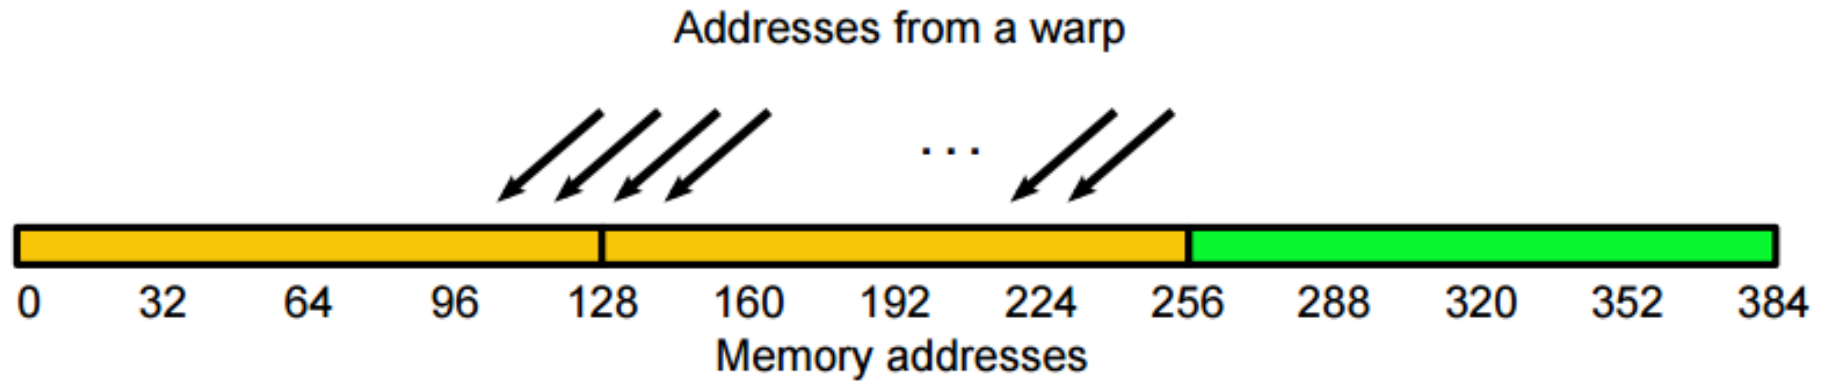 Addresses from a warp
. . .
0 32 64 96 128 160 192 224 256 288 320 352 384
Memory addresses